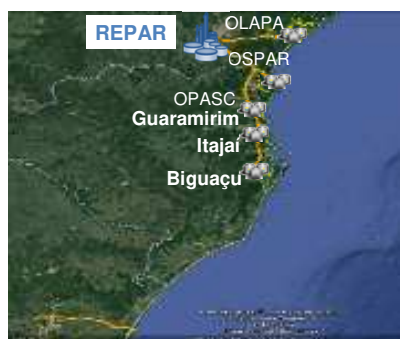 OLAPA
REPAR
OSPAR
OPASC
Guaramirim
Itajaí
Biguaçu